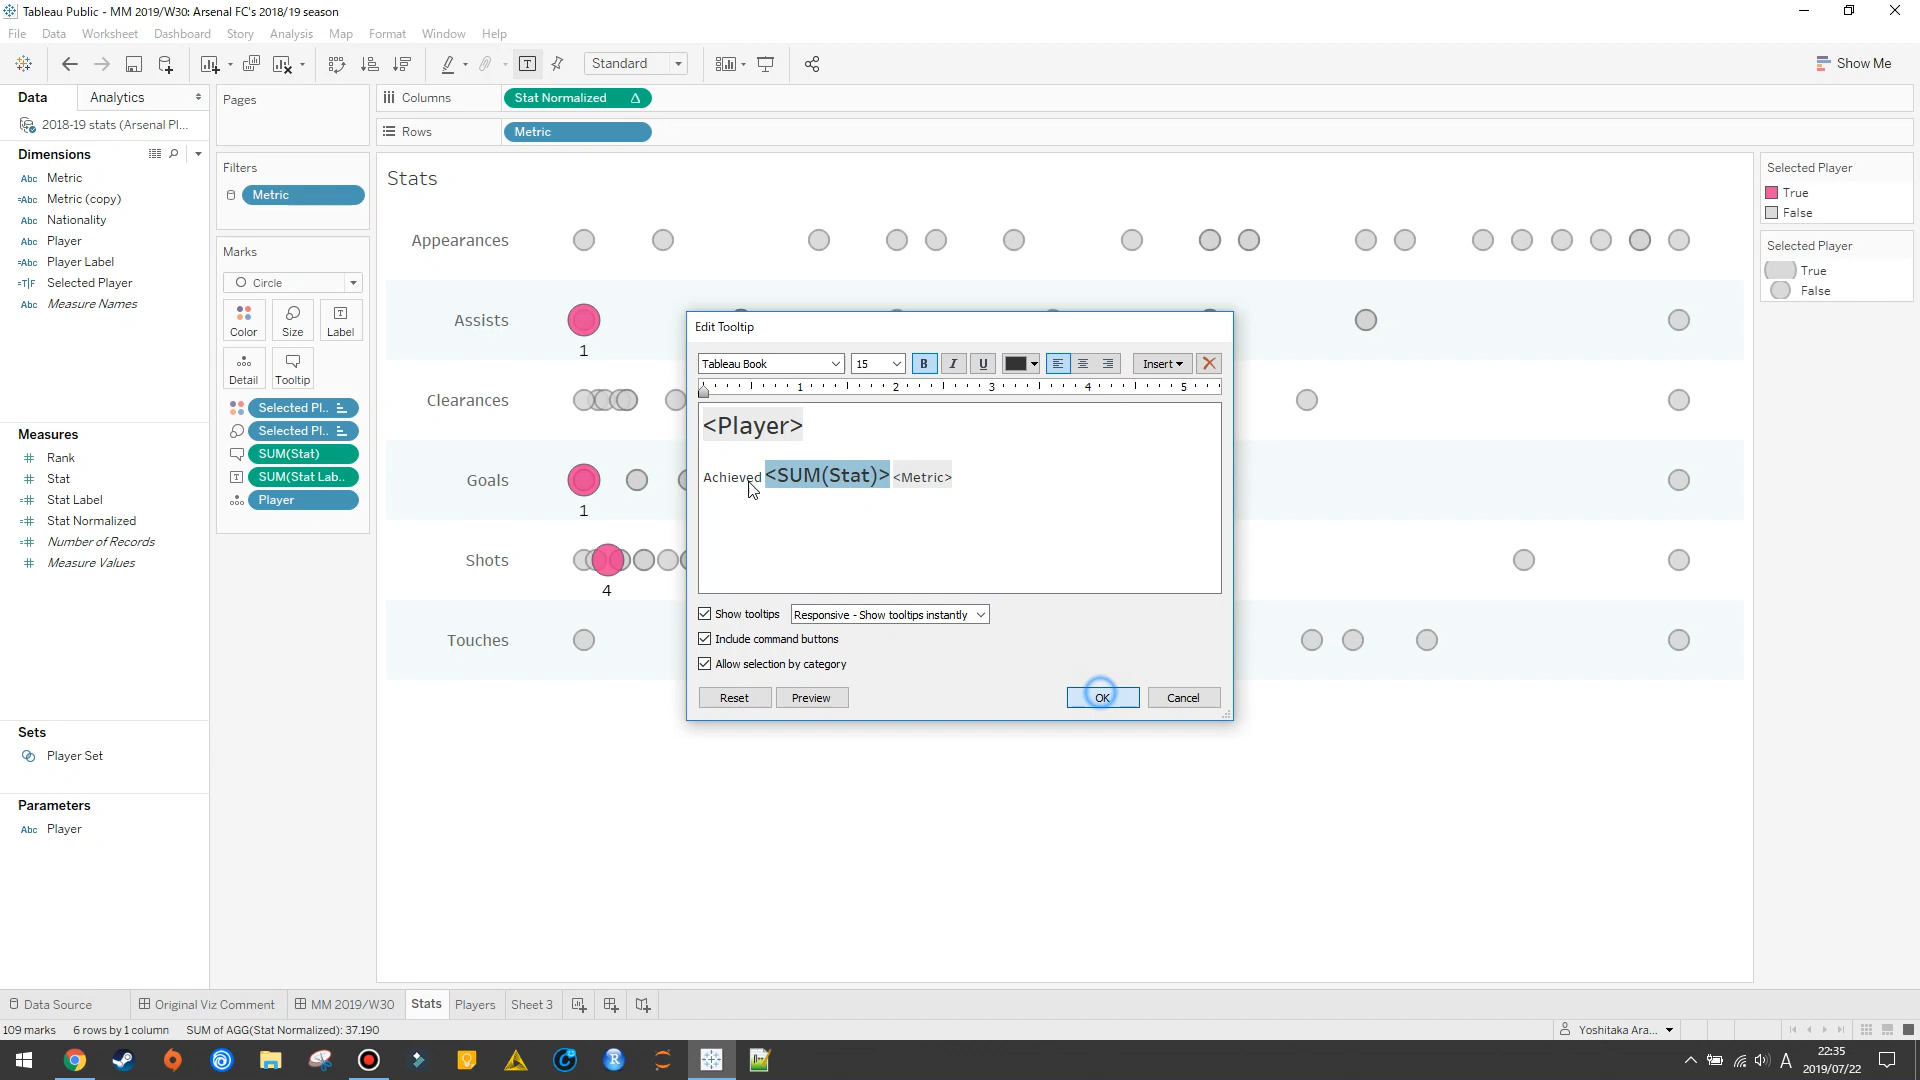 Tableau Public - MM 2019/W30: Arsenal FC's 2018/19 season
File Data Worksheet Dashboard Story Analysis Map Format Window Help
Standard
Show Me
Data
Analytics
2018-19 stats (Arsenal Pl...
Dimensions
Abc Metric
=Abc Metric (copy)
Abc Nationality
Abc Player
=Abc Player Label
=T|F Selected Player
Abc Measure Names
Measures
# Rank
# Stat
=# Stat Label
=# Stat Normalized
=# Number of Records
# Measure Values
Sets
Player Set
Parameters
Abc Player
Pages
Filters
Metric
Marks
Circle
Color
Size
Label
Detail
Tooltip
Selected Pl..
Selected Pl..
SUM(Stat)
SUM(Stat Lab..
Player
Columns
Stat Normalized
Rows
Metric
Stats
Appearances
Assists
1
Clearances
Goals
1
Shots
4
Touches
Edit Tooltip
Tableau Book
15
B
I
U
Insert
1 2 3 4 5
<Player>
Achieved <SUM(Stat)> <Metric>
Show tooltips
Responsive - Show tooltips instantly
Include command buttons
Allow selection by category
Reset
Preview
OK
Cancel
Selected Player
True
False
Selected Player
True
False
Data Source
Original Viz Comment
MM 2019/W30
Stats
Players
Sheet 3
109 marks
6 rows by 1 column
SUM of AGG(Stat Normalized): 37.190
Yoshitaka Ara...
A
22:35
2019/07/22